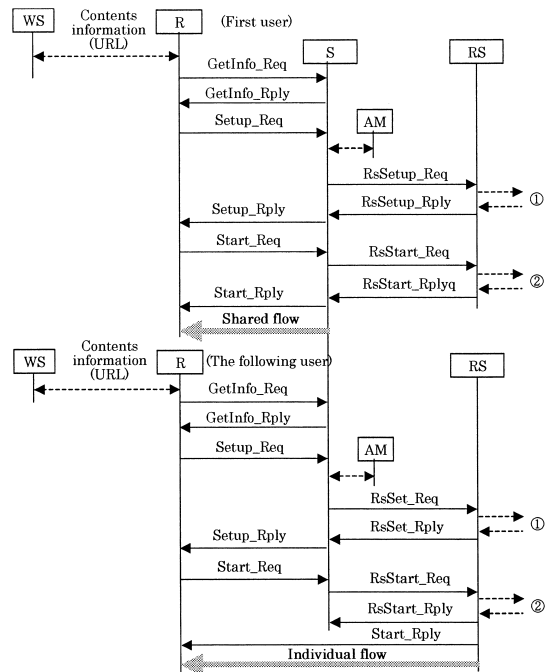 WS
Contents
information
(URL)
R
(First user)
S
RS
GetInfo_Req
GetInfo_Rply
Setup_Req
AM
RsSetup_Req
①
RsSetup_Rply
Setup_Rply
Start_Req
RsStart_Req
②
RsStart_Rplyq
Start_Rply
Shared flow
WS
Contents
information
(URL)
R
(The following user)
RS
GetInfo_Req
GetInfo_Rply
Setup_Req
AM
RsSet_Req
①
RsSet_Rply
Setup_Rply
Start_Req
RsStart_Req
②
RsStart_Rply
Start_Rply
Individual flow